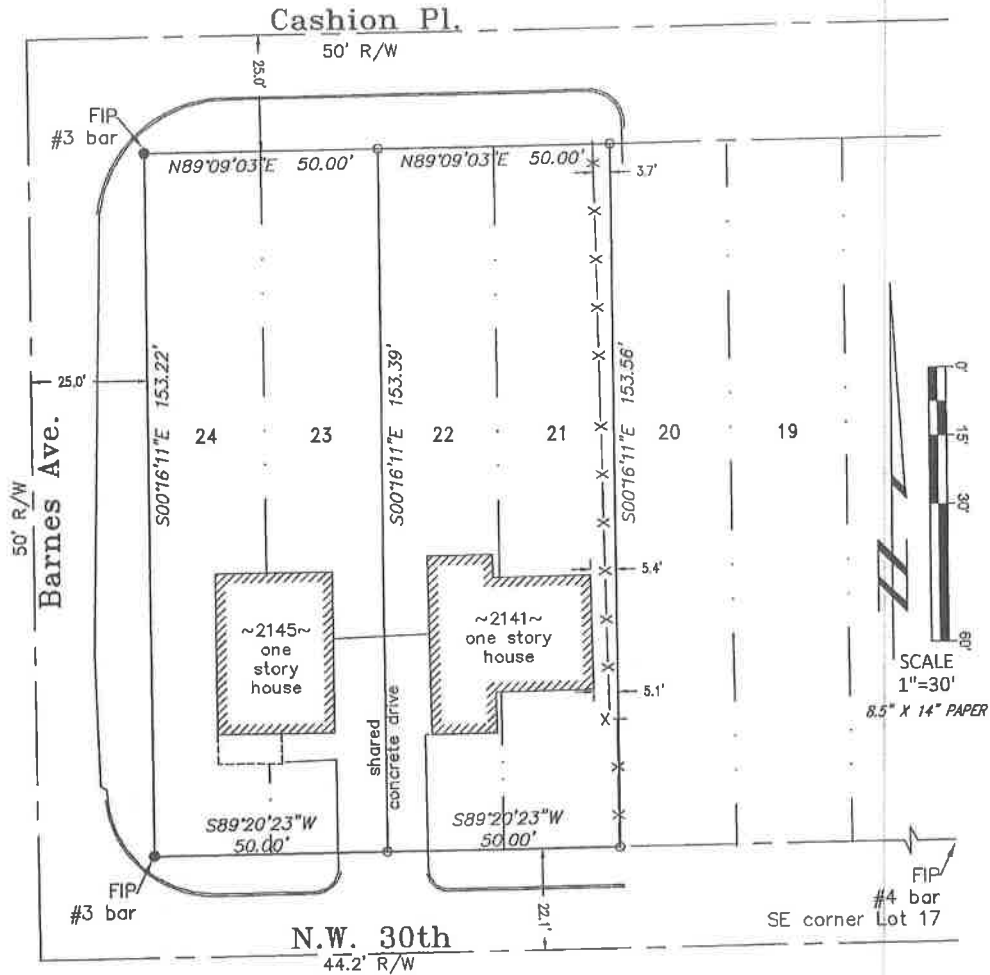 Cashion Pl.
50' R/W
25.0'
FIP
#3 bar
N89°09'03"E 50.00'
N89°09'03"E 50.00'
3.7'
25.0'
Barnes Ave.
50' R/W
S00°16'11"E 153.22'
S00°16'11"E 153.39'
S00°16'11"E 153.56'
24
23
22
21
20
19
0'
15'
30'
60'
SCALE
1"=30'
8.5" X 14" PAPER
5.4'
~2145~
one
story
house
~2141~
one story
house
5.1'
shared
concrete drive
S89°20'23"W
50.00'
S89°20'23"W
50.00'
FIP
#3 bar
22.1'
FIP
#4 bar
SE corner Lot 17
N.W. 30th
44.2' R/W